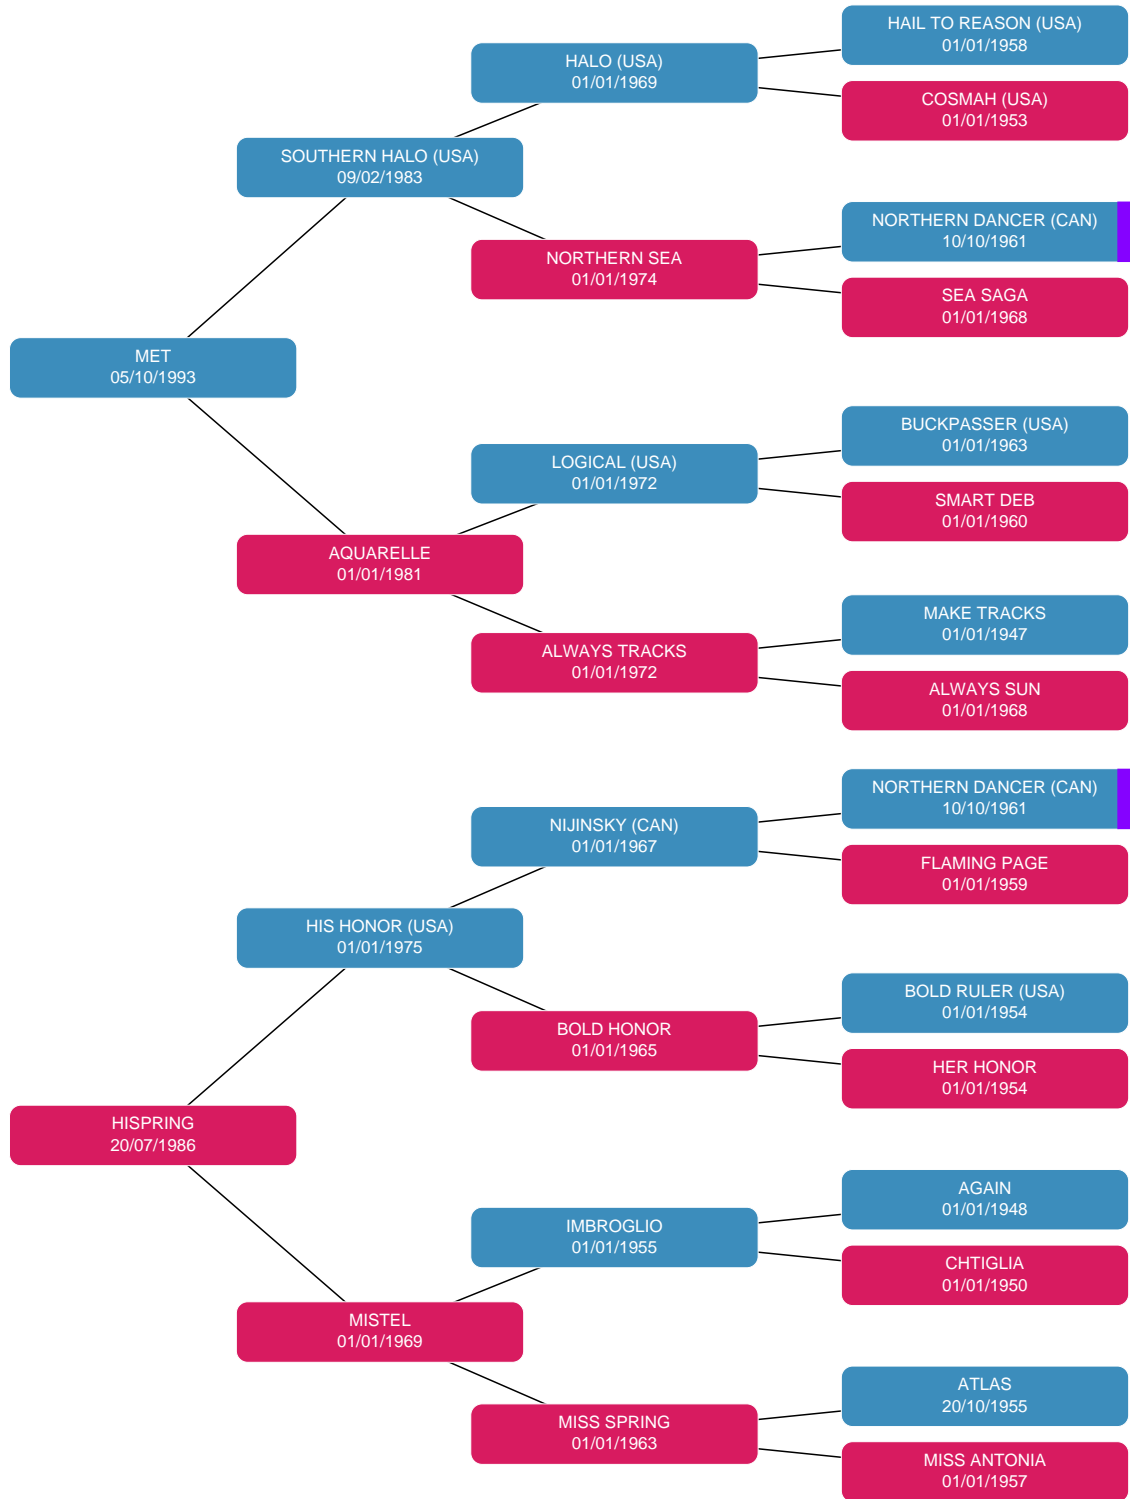 HAIL TO REASON (USA)
01/01/1958
HALO (USA)
01/01/1969
COSMAH (USA)
01/01/1953
SOUTHERN HALO (USA)
09/02/1983
NORTHERN DANCER (CAN)
10/10/1961
NORTHERN SEA
01/01/1974
SEA SAGA
01/01/1968
MET
05/10/1993
BUCKPASSER (USA)
01/01/1963
LOGICAL (USA)
01/01/1972
SMART DEB
01/01/1960
AQUARELLE
01/01/1981
MAKE TRACKS
01/01/1947
ALWAYS TRACKS
01/01/1972
ALWAYS SUN
01/01/1968
NORTHERN DANCER (CAN)
10/10/1961
NIJINSKY (CAN)
01/01/1967
FLAMING PAGE
01/01/1959
HIS HONOR (USA)
01/01/1975
BOLD RULER (USA)
01/01/1954
BOLD HONOR
01/01/1965
HER HONOR
01/01/1954
HISPRING
20/07/1986
AGAIN
01/01/1948
IMBROGLIO
01/01/1955
CHTIGLIA
01/01/1950
MISTEL
01/01/1969
ATLAS
20/10/1955
MISS SPRING
01/01/1963
MISS ANTONIA
01/01/1957